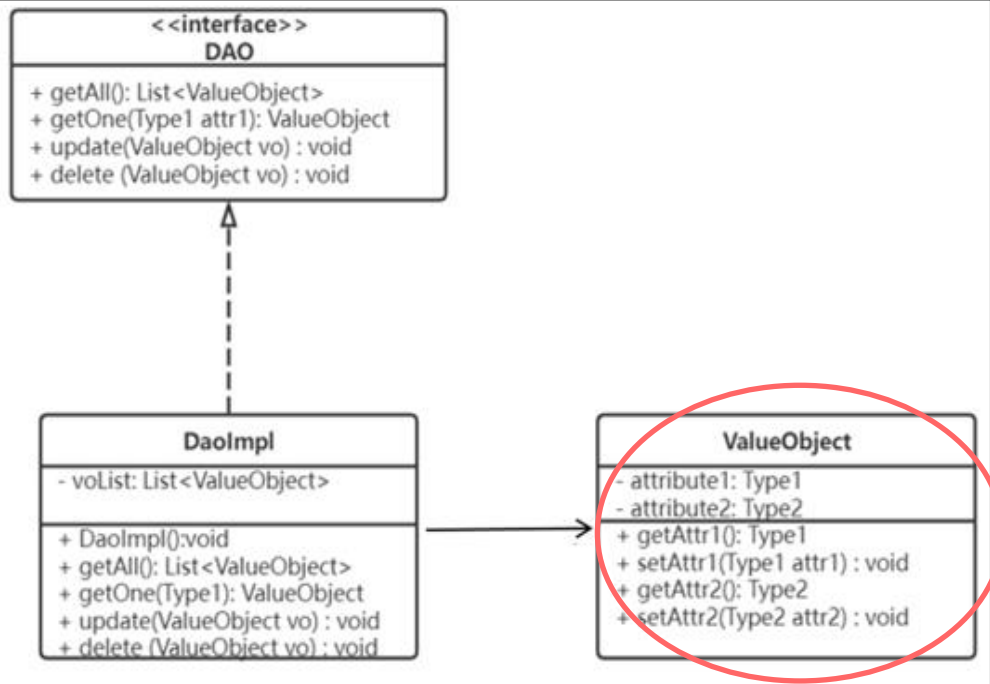 <<interface>>
DAO
+ getAll(): List<ValueObject>
+ getOne(Type1 attr1): ValueObject
+ update(ValueObject vo) : void
+ delete (ValueObject vo) : void
DaoImpl
- voList: List<ValueObject>
+ DaoImpl():void
+ getAll(): List<ValueObject>
+ getOne(Type1): ValueObject
+ update(ValueObject vo) : void
+ delete (ValueObject vo) : void
ValueObject
- attribute1: Type1
- attribute2: Type2
+ getAttr1(): Type1
+ setAttr1(Type1 attr1) : void
+ getAttr2(): Type2
+ setAttr2(Type2 attr2) : void